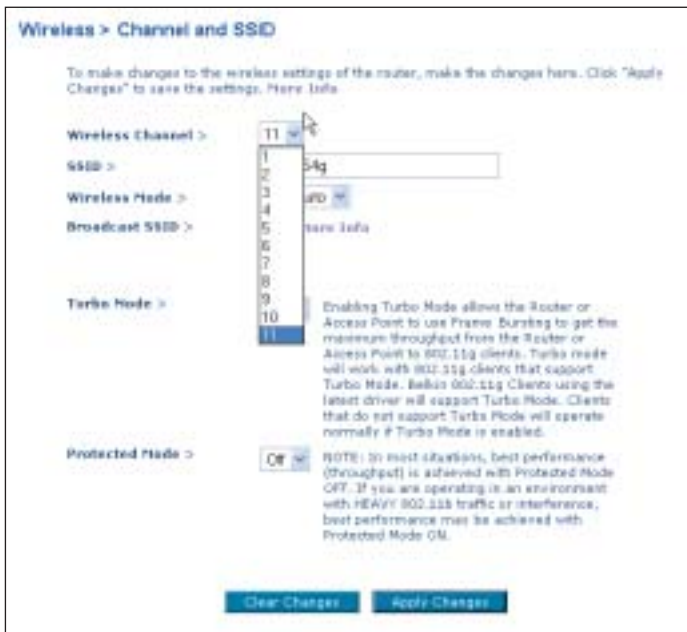 Wireless > Channel and SSID
To make changes to the wireless settings of the router, make the changes here. Click "Apply
Changes" to save the settings. More Info
Wireless Channel >
11
1
2
3
4
5
6
7
8
9
10
11
SSID >
54g
Wireless Mode >
uto
Broadcast SSID >
More Info
Turbo Mode >
Enabling Turbo Mode allows the Router or
Access Point to use Frame Bursting to get the
maximum throughput from the Router or
Access Point to 802.11g clients. Turbo mode
will work with 802.11g clients that support
Turbo Mode. Belkin 802.11g Clients using the
latest driver will support Turbo Mode. Clients
that do not support Turbo Mode will operate
normally if Turbo Mode is enabled.
Protected Mode >
Off
NOTE: In most situations, best performance
(throughput) is achieved with Protected Mode
OFF. If you are operating in an environment
with HEAVY 802.11b traffic or interference,
best performance may be achieved with
Protected Mode ON.
Clear Changes
Apply Changes